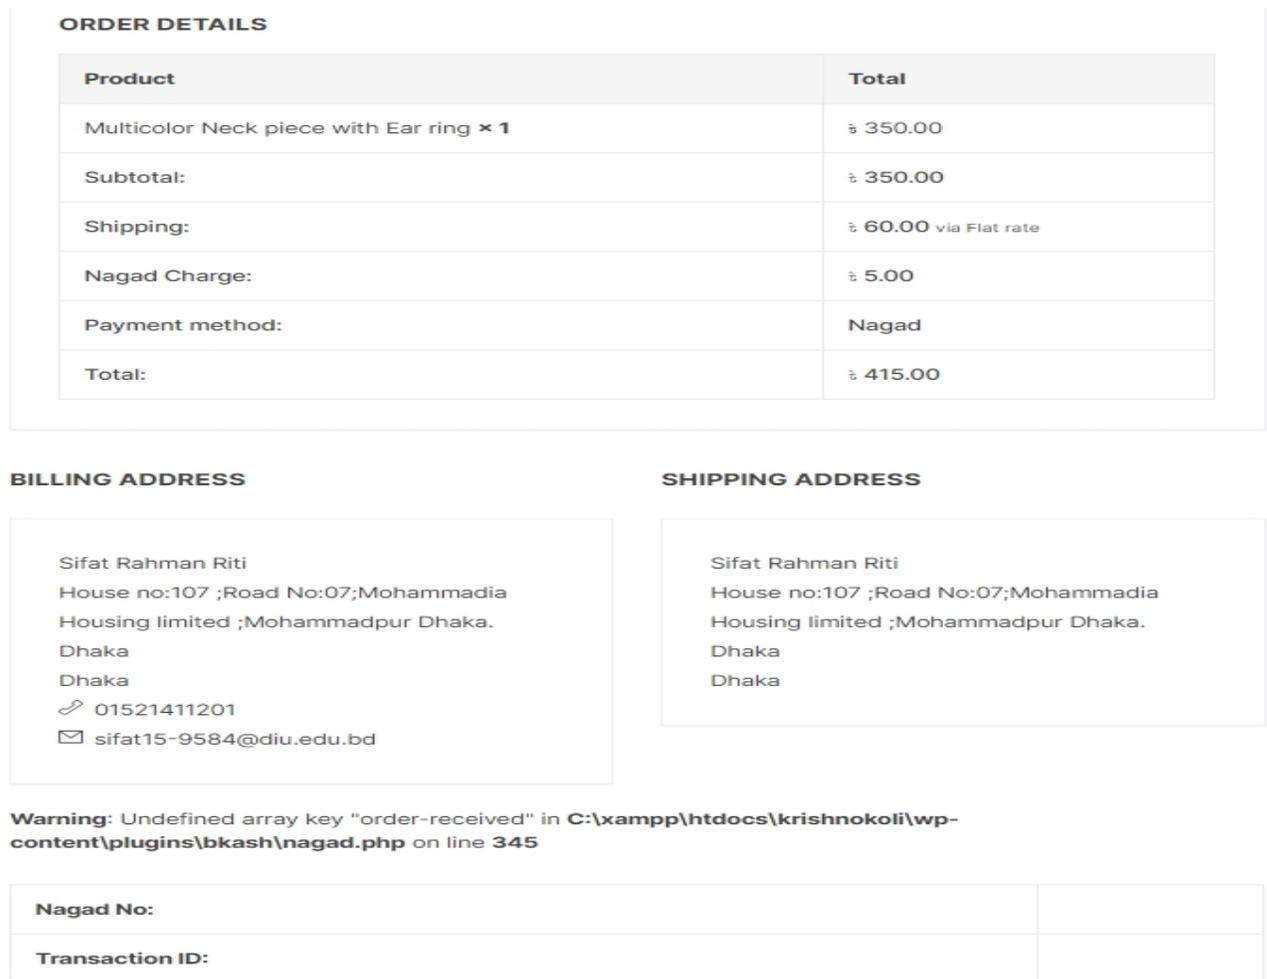 ORDER DETAILS
Product Total
Multicolor Neck piece with Ear ring × 1 ৳ 350.00
Subtotal: ৳ 350.00
Shipping: ৳ 60.00 via Flat rate
Nagad Charge: ৳ 5.00
Payment method: Nagad
Total: ৳ 415.00
BILLING ADDRESS
Sifat Rahman Riti
House no:107 ;Road No:07;Mohammadia
Housing limited ;Mohammadpur Dhaka.
Dhaka
Dhaka
01521411201
sifat15-9584@diu.edu.bd
SHIPPING ADDRESS
Sifat Rahman Riti
House no:107 ;Road No:07;Mohammadia
Housing limited ;Mohammadpur Dhaka.
Dhaka
Dhaka
Warning: Undefined array key "order-received" in C:\xampp\htdocs\krishnokoli\wp-
content\plugins\bkash\nagad.php on line 345
Nagad No:
Transaction ID: